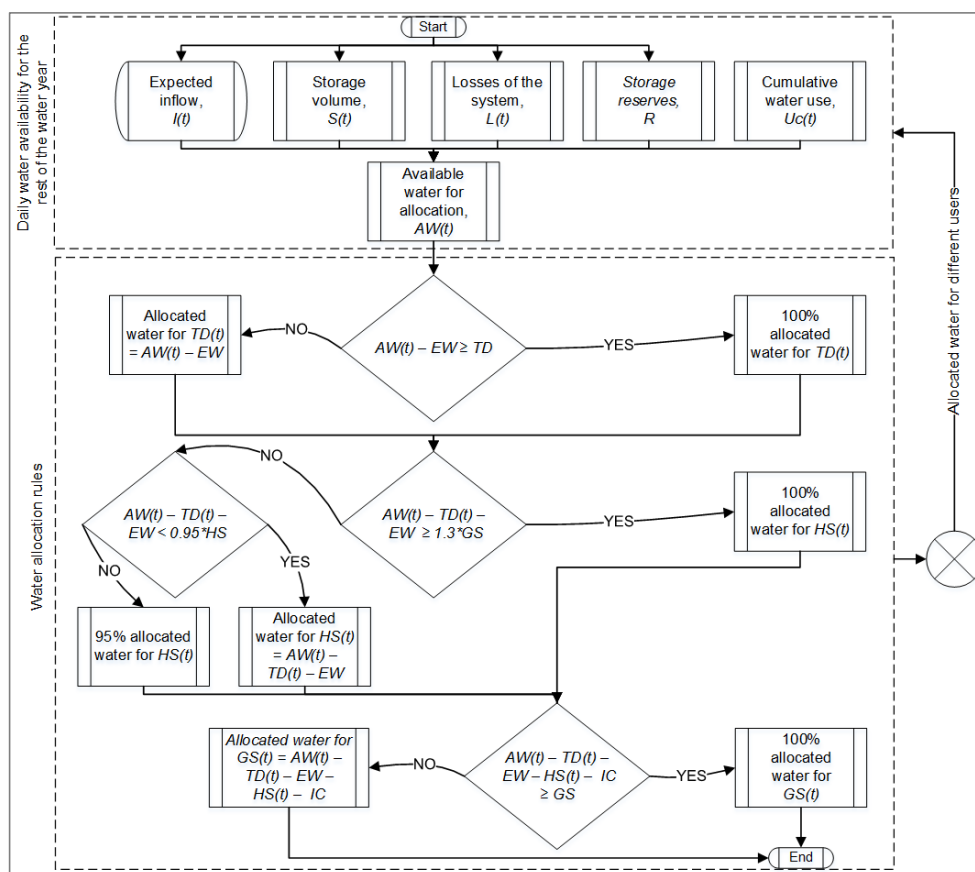 Daily water availability for the
rest of the water year
Start
Expected
inflow,
I(t)
Storage
volume,
S(t)
Losses of the
system,
L(t)
Storage
reserves,
R
Cumulative
water use,
Uc(t)
Available
water for
allocation,
AW(t)
Allocated water for different users
Water allocation rules
AW(t) – EW ≥ TD
NO
YES
Allocated
water for TD(t)
= AW(t) – EW
100%
allocated
water for TD(t)
AW(t) – TD(t) –
EW ≥ 1.3*GS
NO
YES
AW(t) – TD(t) –
EW < 0.95*HS
100%
allocated
water for HS(t)
NO
YES
95% allocated
water for HS(t)
Allocated
water for HS(t)
= AW(t) –
TD(t) – EW
AW(t) – TD(t) –
EW – HS(t) – IC
≥ GS
NO
YES
Allocated water for
GS(t) = AW(t) –
TD(t) – EW –
HS(t) – IC
100%
allocated
water for
GS(t)
End